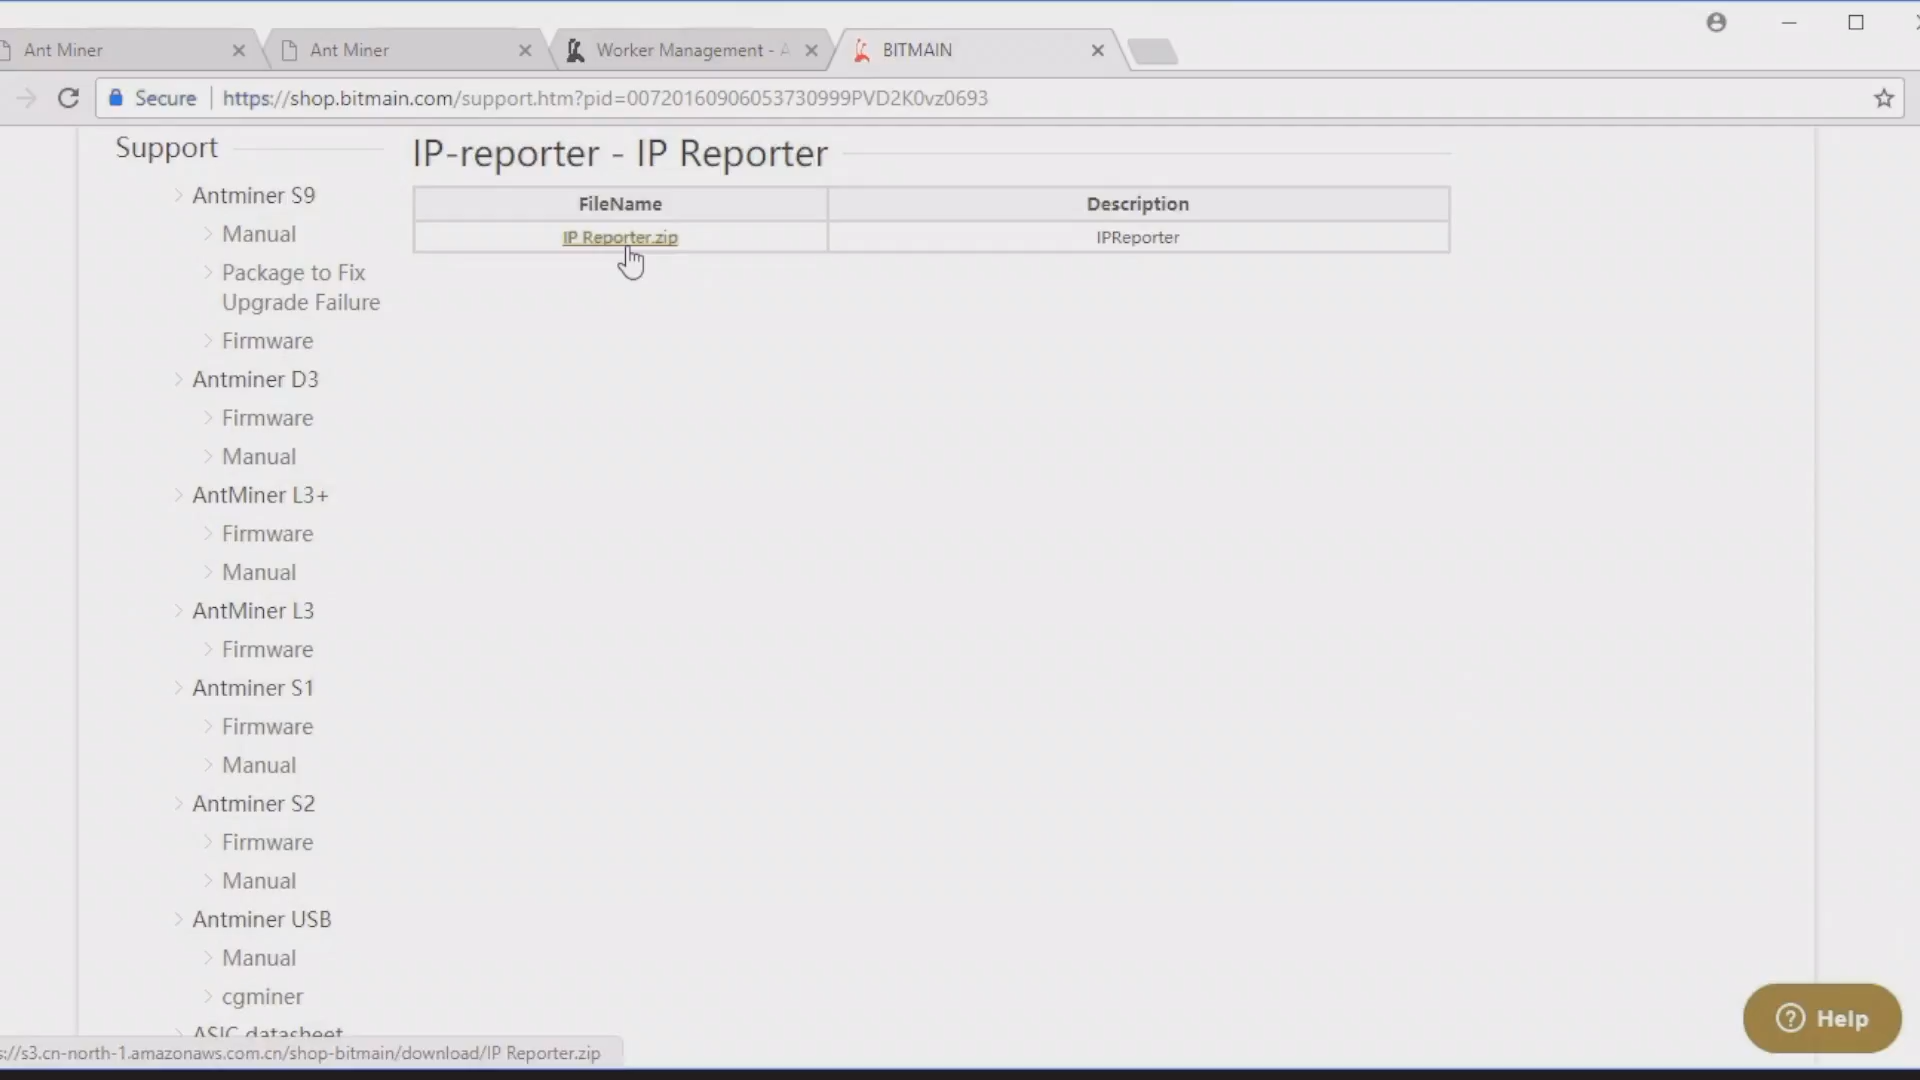 Ant Miner
Ant Miner
Worker Management - A
BITMAIN
Secure
https://shop.bitmain.com/support.htm?pid=00720160906053730999PVD2K0vz0693
Support
Antminer S9
Manual
Package to Fix
Upgrade Failure
Firmware
Antminer D3
Firmware
Manual
AntMiner L3+
Firmware
Manual
AntMiner L3
Firmware
Antminer S1
Firmware
Manual
Antminer S2
Firmware
Manual
Antminer USB
Manual
cgminer
ASIC datasheet
IP-reporter - IP Reporter
FileName Description
IP Reporter.zip IPReporter
Help
s://s3.cn-north-1.amazonaws.com.cn/shop-bitmain/download/IP Reporter.zip